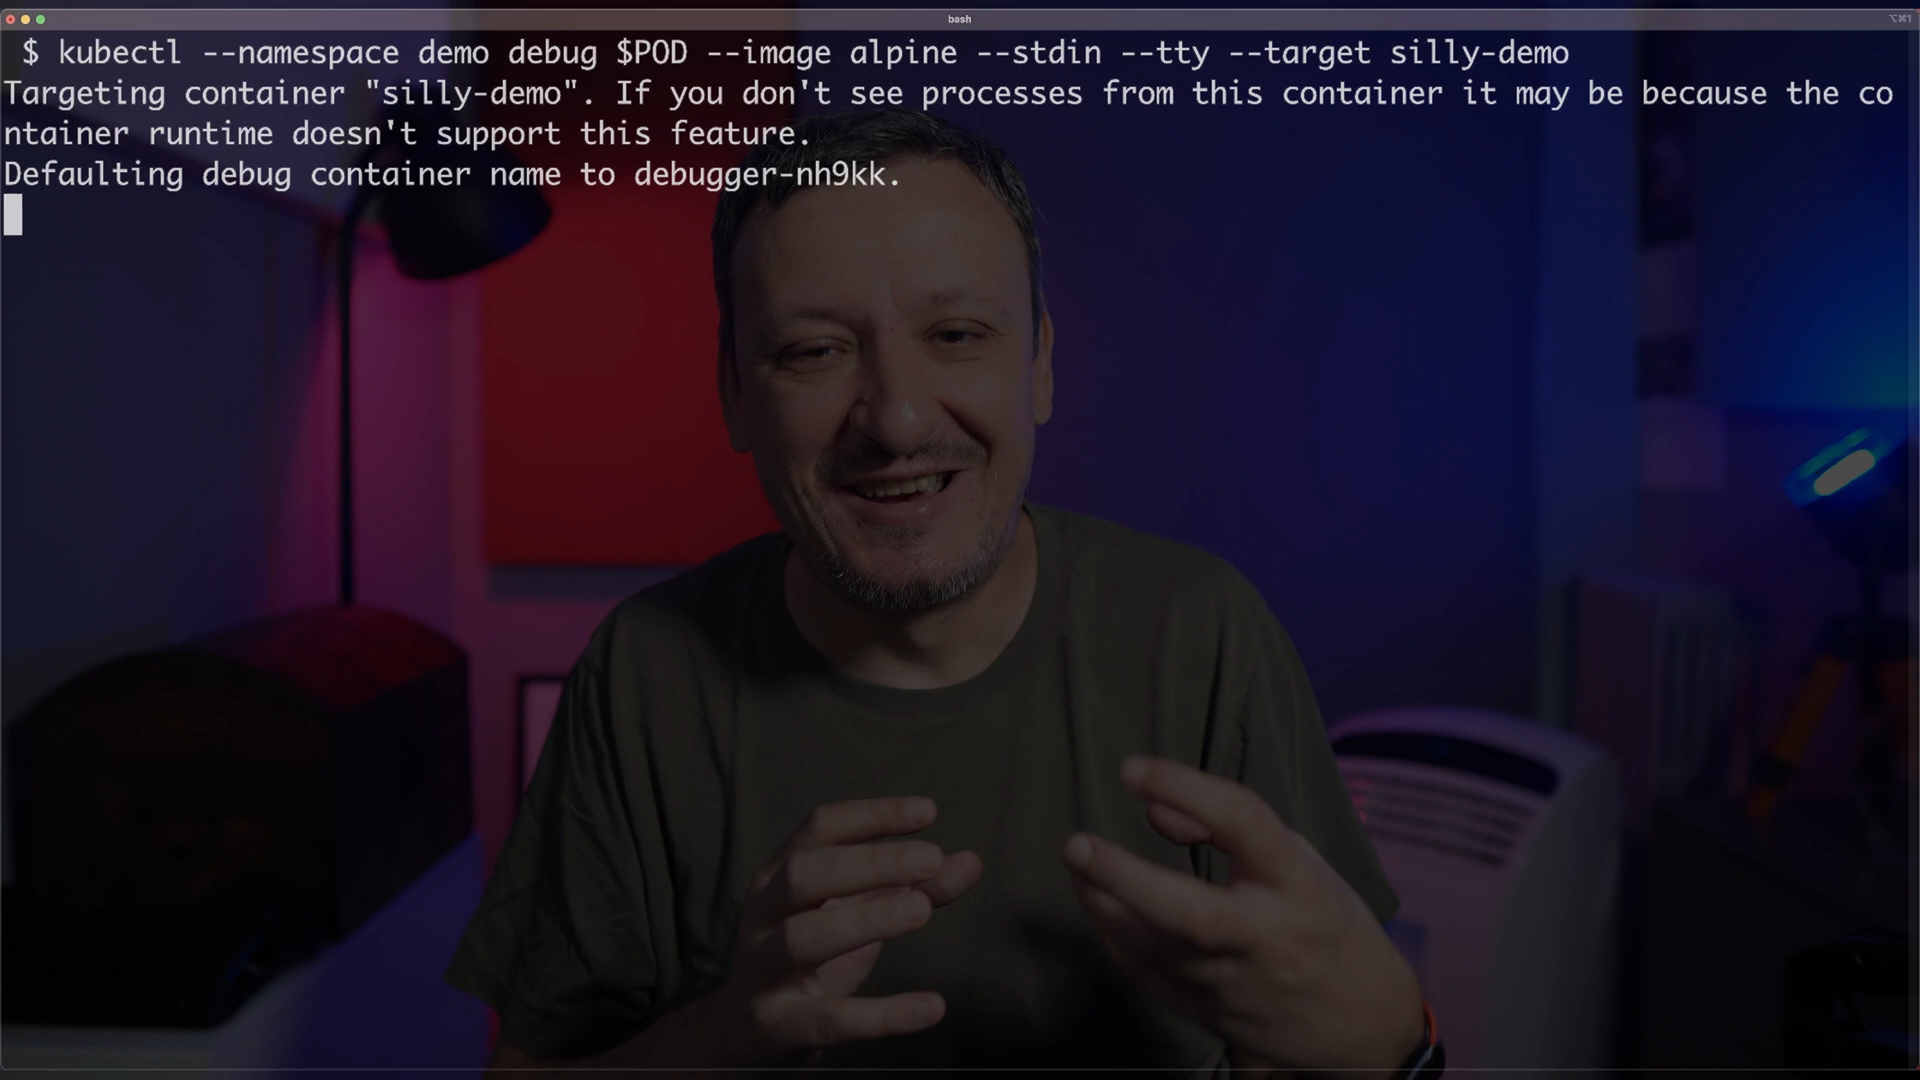 bash
⌥⌘1
$ kubectl --namespace demo debug $POD --image alpine --stdin --tty --target silly-demo
Targeting container "silly-demo". If you don't see processes from this container it may be because the co
ntainer runtime doesn't support this feature.
Defaulting debug container name to debugger-nh9kk.